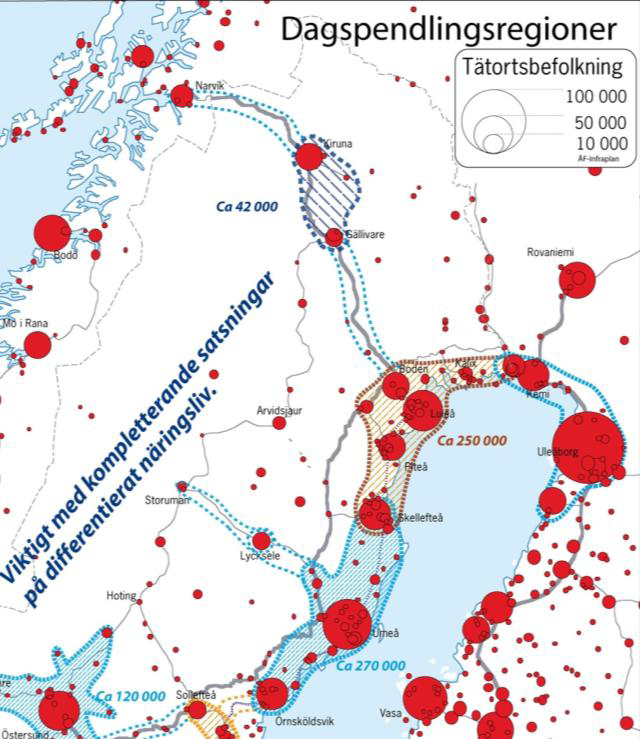 Dagspendlingsregioner
Tätortsbefolkning
100 000
50 000
10 000
ÅF-Infraplan
Narvik
Kiruna
Ca 42 000
Gällivare
Bodö
Rovaniemi
Mo i Rana
Viktigt med kompletterande satsningar
på differentierat näringsliv.
Boden
Kalix
Kemi
Arvidsjaur
Luleå
Ca 250 000
Uleåborg
Piteå
Storuman
Skellefteå
Lycksele
Hoting
Umeå
Ca 270 000
Ca 120 000
Sollefteå
Örnsköldsvik
Vasa
Östersund